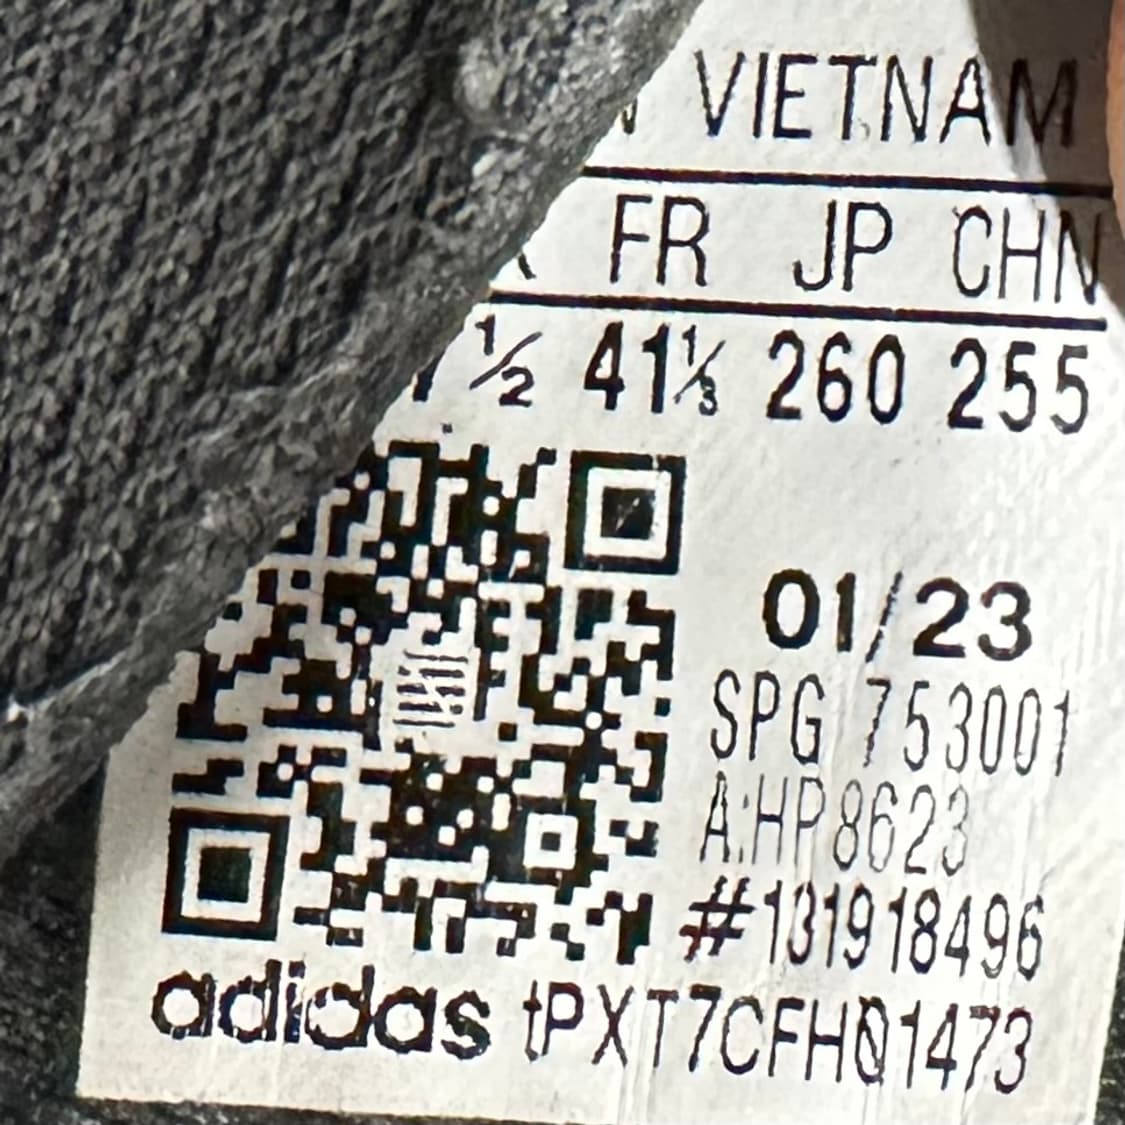 VIETNAM
FR JP CHN
½ 41⅓ 260 255
01/23
SPG 753001
A:HP8623
#131918496
adidas tPXT7CFHQ1473